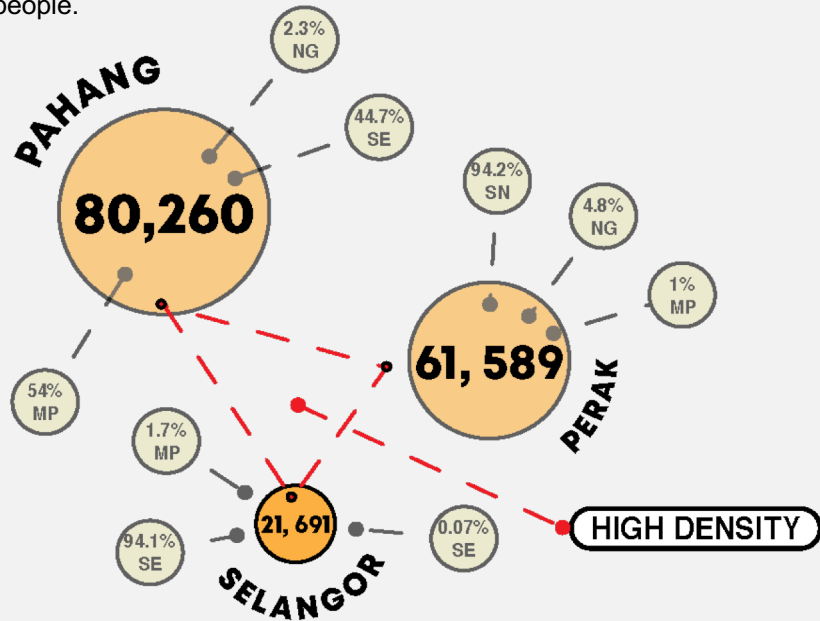 people.
2.3%
NG
PAHANG
44.7%
SE
80,260
94.2%
SN
4.8%
NG
1%
MP
61, 589
PERAK
54%
MP
1.7%
MP
21, 691
94.1%
SE
0.07%
SE
SELANGOR
HIGH DENSITY